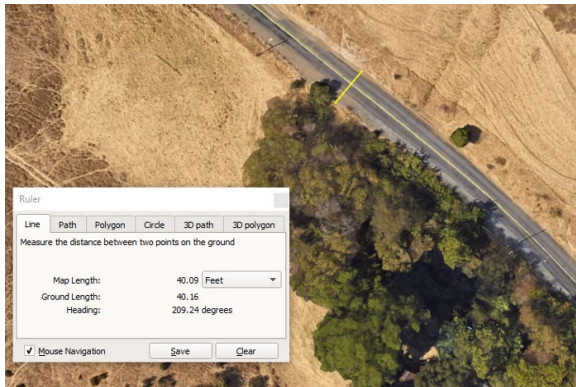 Ruler
Line Path Polygon Circle 3D path 3D polygon
Measure the distance between two points on the ground
Map Length: 40.09 Feet
Ground Length: 40.16
Heading: 209.24 degrees
Mouse Navigation Save Clear